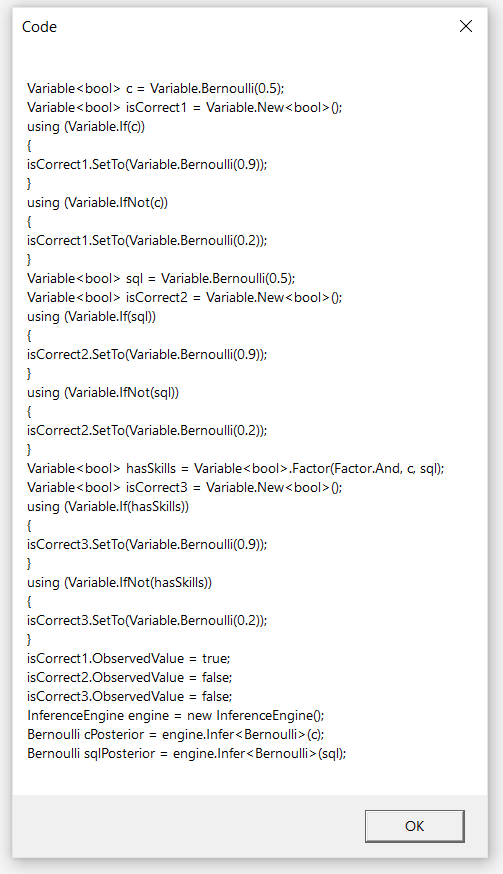 Code
Variable<bool> c = Variable.Bernoulli(0.5);
Variable<bool> isCorrect1 = Variable.New<bool>();
using (Variable.If(c))
{
isCorrect1.SetTo(Variable.Bernoulli(0.9));
}
using (Variable.IfNot(c))
{
isCorrect1.SetTo(Variable.Bernoulli(0.2));
}
Variable<bool> sql = Variable.Bernoulli(0.5);
Variable<bool> isCorrect2 = Variable.New<bool>();
using (Variable.If(sql))
{
isCorrect2.SetTo(Variable.Bernoulli(0.9));
}
using (Variable.IfNot(sql))
{
isCorrect2.SetTo(Variable.Bernoulli(0.2));
}
Variable<bool> hasSkills = Variable<bool>.Factor(Factor.And, c, sql);
Variable<bool> isCorrect3 = Variable.New<bool>();
using (Variable.If(hasSkills))
{
isCorrect3.SetTo(Variable.Bernoulli(0.9));
}
using (Variable.IfNot(hasSkills))
{
isCorrect3.SetTo(Variable.Bernoulli(0.2));
}
isCorrect1.ObservedValue = true;
isCorrect2.ObservedValue = false;
isCorrect3.ObservedValue = false;
InferenceEngine engine = new InferenceEngine();
Bernoulli cPosterior = engine.Infer<Bernoulli>(c);
Bernoulli sqlPosterior = engine.Infer<Bernoulli>(sql);
OK